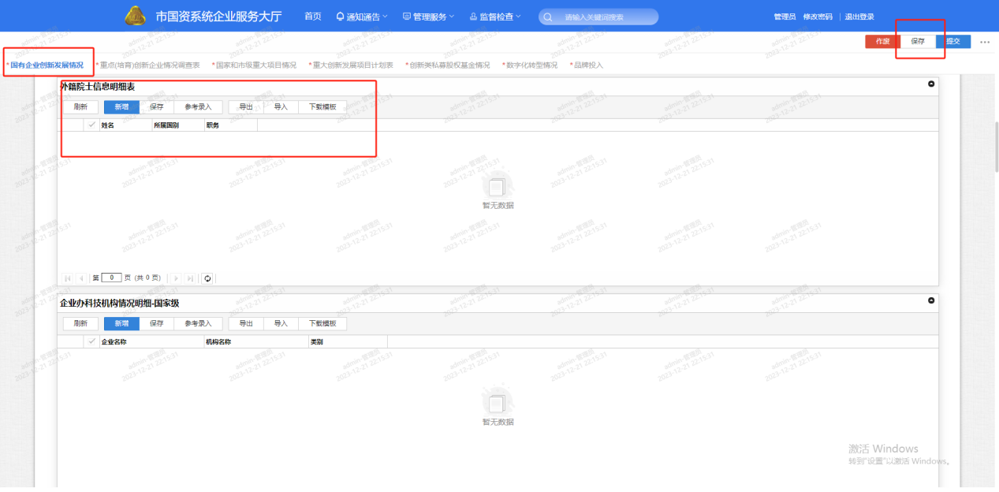 市国资系统企业服务大厅 首页 通知通告 管理服务 监督检查 请输入关键词搜索 管理员 修改密码 退出登录
作废 保存 提交 ...
*国有企业创新发展情况 *重点(培育)创新企业情况调查表 *国家和市级重大项目情况 *重大创新发展项目计划表 *创新类私募股权基金情况 *数字化转型情况 *品牌投入
外籍院士信息明细表
刷新 新增 保存 参考录入 导出 导入 下载模板
姓名 所属国别 职务
暂无数据
第 0 页 (共 0 页)
企业办科技机构情况明细-国家级
刷新 新增 保存 参考录入 导出 导入 下载模板
企业名称 机构名称 类别
暂无数据
激活 Windows
转到"设置"以激活 Windows。
admin-管理员
2023-12-21 22:15:31